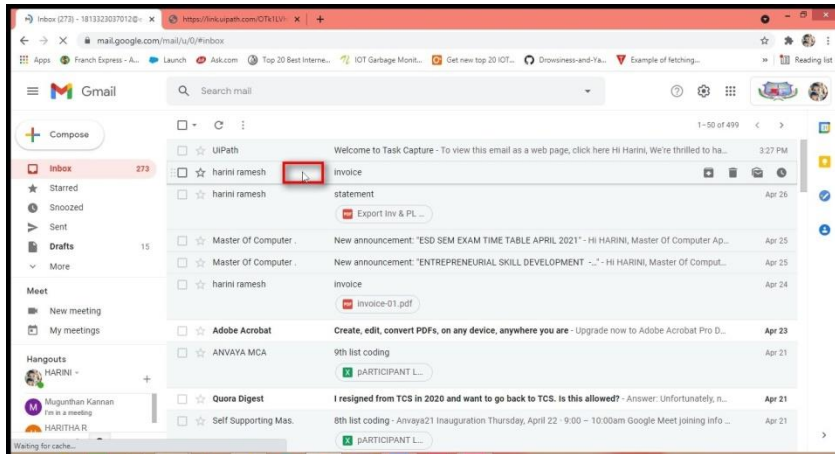 Inbox (273) - 1813323037012@
https://link.uipath.com/OTk1LV
mail.google.com/mail/u/0/#inbox
Apps Franch Express - A... Launch Ask.com Top 20 Best Interne... IOT Garbage Monit... Get new top 20 IOT... Drowsiness-and-Ya... Example of fetching... » Reading list
Gmail Search mail
Compose 1–50 of 499
UiPath Welcome to Task Capture - To view this email as a web page, click here Hi Harini, We're thrilled to ha... 3:27 PM
Inbox 273 harini ramesh invoice
Starred harini ramesh statement Apr 26
Snoozed Export Inv & PL ...
Sent
Drafts 15 Master Of Computer . New announcement: "ESD SEM EXAM TIME TABLE APRIL 2021" - Hi HARINI, Master Of Computer Ap... Apr 25
More Master Of Computer . New announcement: "ENTREPRENEURIAL SKILL DEVELOPMENT -..." - Hi HARINI, Master Of Comput... Apr 25
Meet harini ramesh invoice Apr 24
New meeting invoice-01.pdf
My meetings Adobe Acrobat Create, edit, convert PDFs, on any device, anywhere you are - Upgrade now to Adobe Acrobat Pro D... Apr 23
Hangouts ANVAYA MCA 9th list coding Apr 21
HARINI pARTICIPANT L...
Mugunthan Kannan Quora Digest I resigned from TCS in 2020 and want to go back to TCS. Is this allowed? - Answer: Unfortunately, n... Apr 21
I'm in a meeting
HARITHA R Self Supporting Mas. 8th list coding - Anvaya21 Inauguration Thursday, April 22 · 9:00 – 10:00am Google Meet joining info ... Apr 21
Waiting for cache... pARTICIPANT L...